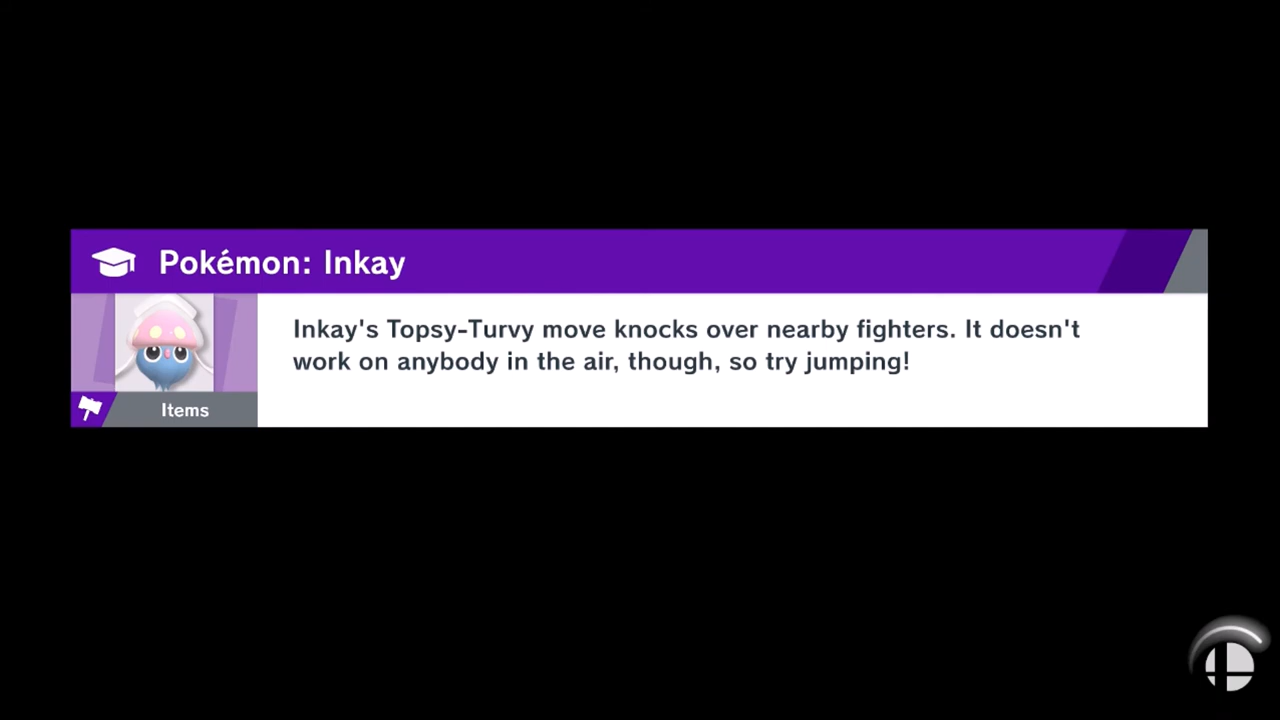 Pokémon: Inkay
Inkay's Topsy-Turvy move knocks over nearby fighters. It doesn't
work on anybody in the air, though, so try jumping!
Items